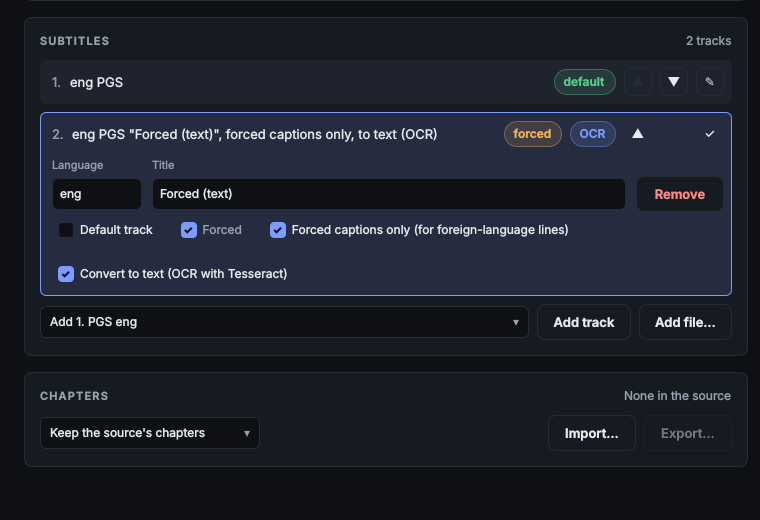 SUBTITLES 2 tracks
1. eng PGS default ▲ ▼ ✎
2. eng PGS "Forced (text)", forced captions only, to text (OCR) forced OCR ▲ ✓
Language Title
eng Forced (text) Remove
Default track Forced Forced captions only (for foreign-language lines)
Convert to text (OCR with Tesseract)
Add 1. PGS eng ▾ Add track Add file...
CHAPTERS None in the source
Keep the source's chapters ▾ Import... Export...